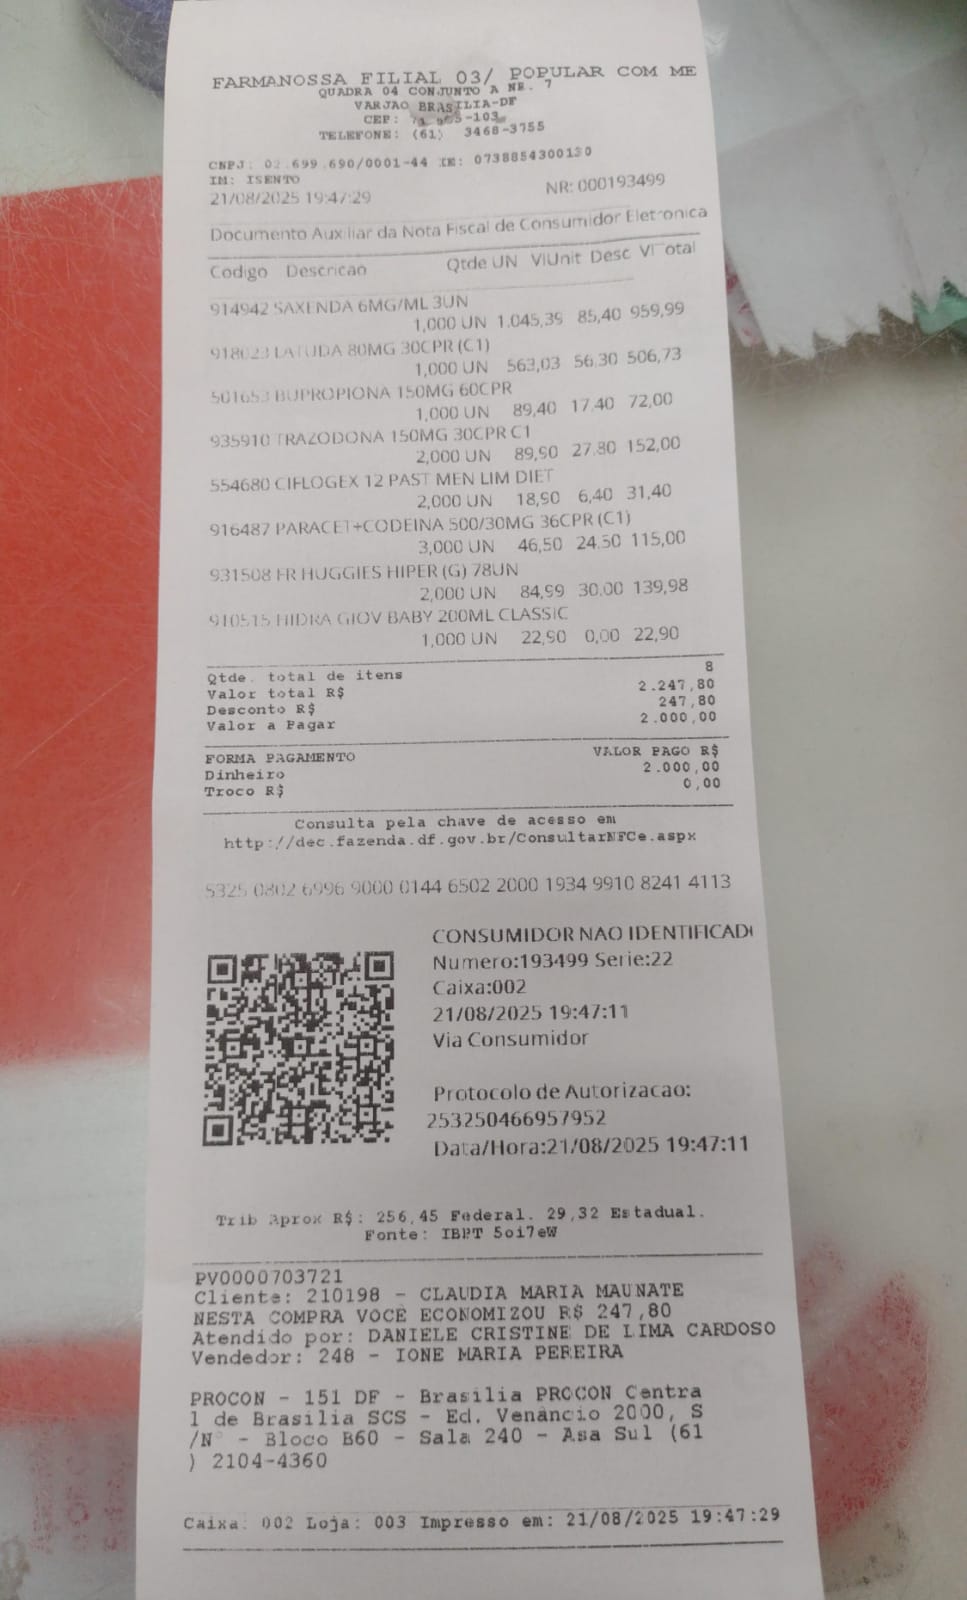 FARMANOSSA FILIAL 03/ POPULAR COM ME
QUADRA 04 CONJUNTO A NR. 7
VARJAO BRASILIA-DF
CEP: -103
TELEFONE: (61) 3468-3755
CNPJ: 02.699.690/0001-44 IE: 0738854300130
IM: ISENTO
21/08/2025 19:47:29 NR: 000193499
Documento Auxiliar da Nota Fiscal de Consumidor Eletronica
Codigo Descricao Qtde UN VlUnit Desc VlTotal
914942 SAXENDA 6MG/ML 3UN
1,000 UN 1.045,39 85,40 959,99
918023 LATUDA 80MG 30CPR (C1)
1,000 UN 563,03 56,30 506,73
501653 BUPROPIONA 150MG 60CPR
1,000 UN 89,40 17,40 72,00
935910 TRAZODONA 150MG 30CPR C1
2,000 UN 89,90 27,80 152,00
554680 CIFLOGEX 12 PAST MEN LIM DIET
2,000 UN 18,90 6,40 31,40
916487 PARACET+CODEINA 500/30MG 36CPR (C1)
3,000 UN 46,50 24,50 115,00
931508 FR HUGGIES HIPER (G) 78UN
2,000 UN 84,99 30,00 139,98
910515 HIDRA GIOV BABY 200ML CLASSIC
1,000 UN 22,90 0,00 22,90
Qtde. total de itens 8
Valor total R$ 2.247,80
Desconto R$ 247,80
Valor a Pagar 2.000,00
FORMA PAGAMENTO VALOR PAGO R$
Dinheiro 2.000,00
Troco R$ 0,00
Consulta pela chave de acesso em
http://dec.fazenda.df.gov.br/ConsultarNFCe.aspx
5325 0802 6996 9000 0144 6502 2000 1934 9910 8241 4113
CONSUMIDOR NAO IDENTIFICAD
Numero:193499 Serie:22
Caixa:002
21/08/2025 19:47:11
Via Consumidor
Protocolo de Autorizacao:
253250466957952
Data/Hora:21/08/2025 19:47:11
Trib Aprox R$: 256,45 Federal. 29,32 Estadual.
Fonte: IBPT 5oi7eW
PV0000703721
Cliente: 210198 - CLAUDIA MARIA MAUNATE
NESTA COMPRA VOCÊ ECONOMIZOU R$ 247,80
Atendido por: DANIELE CRISTINE DE LIMA CARDOSO
Vendedor: 248 - IONE MARIA PEREIRA
PROCON - 151 DF - Brasilia PROCON Centra
l de Brasilia SCS - Ed. Venâncio 2000, S
/N° - Bloco B60 - Sala 240 - Asa Sul (61
) 2104-4360
Caixa: 002 Loja: 003 Impresso em: 21/08/2025 19:47:29